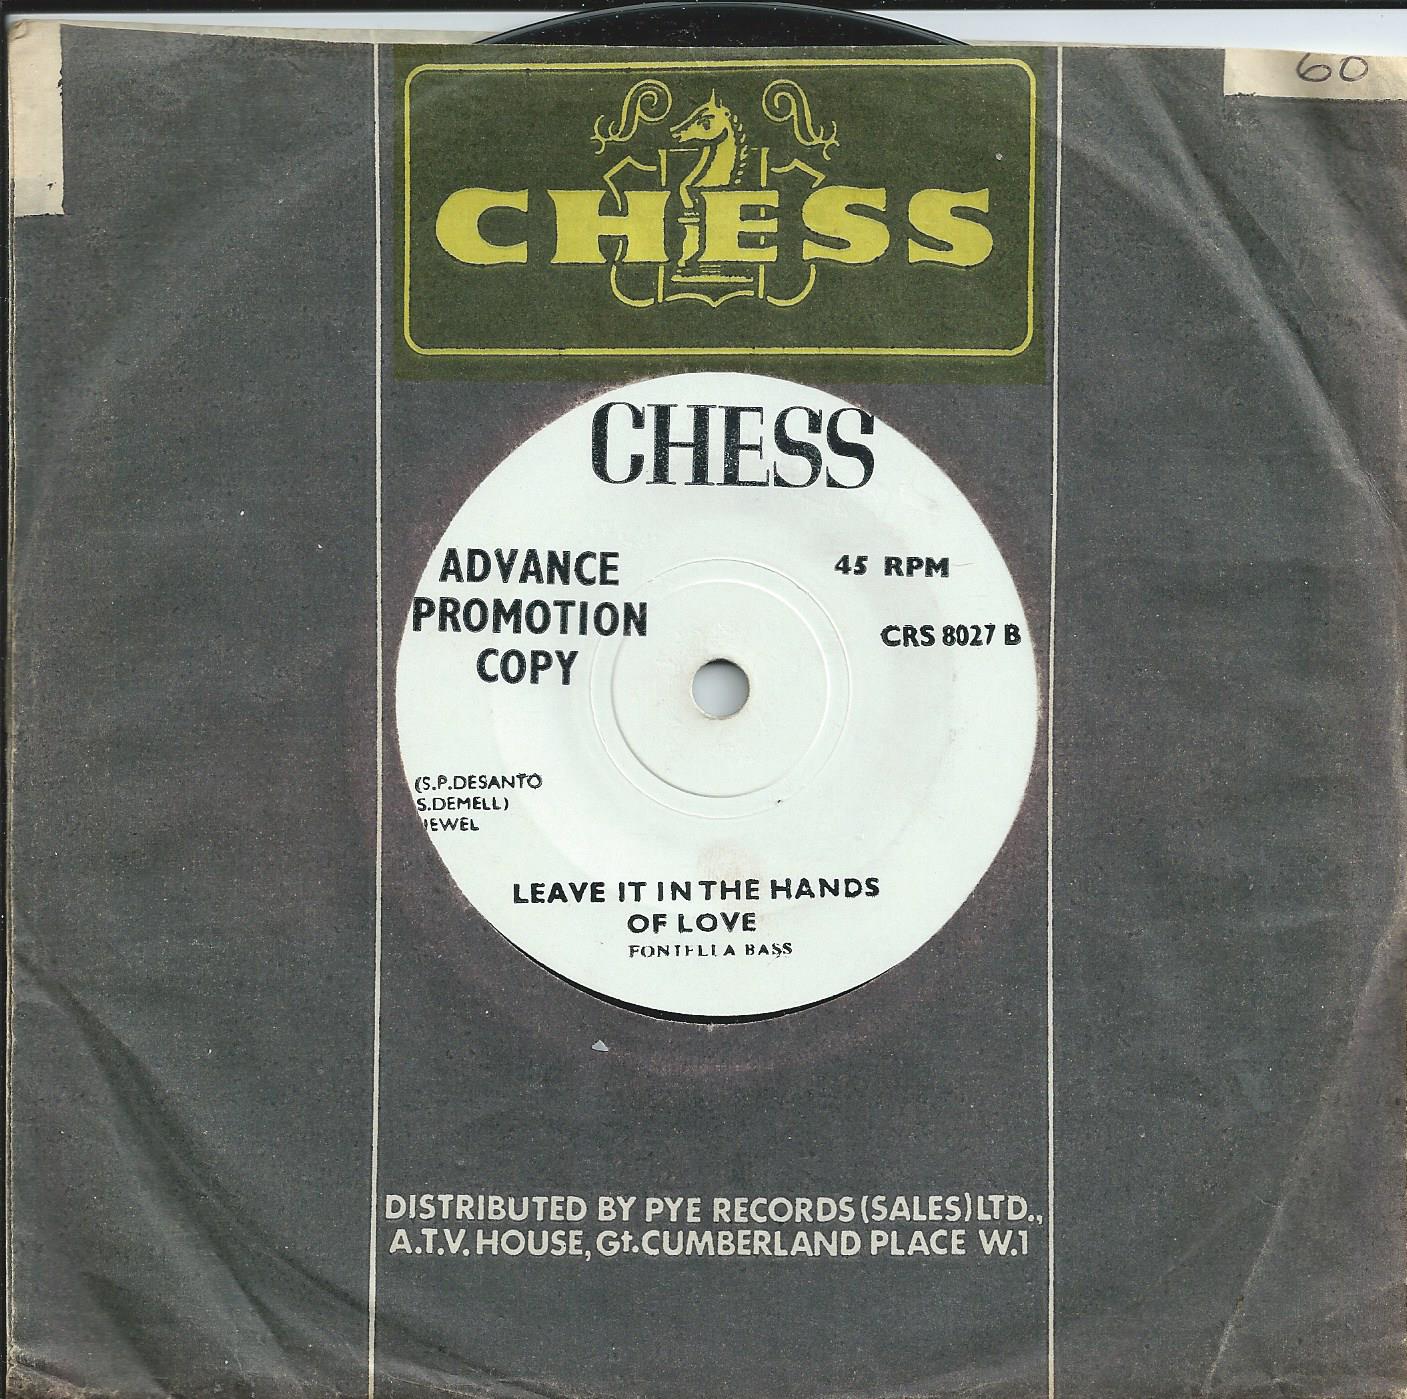 60
CHESS
CHESS
ADVANCE
PROMOTION
COPY
45 RPM
CRS 8027 B
(S.P.DESANTO
S.DEMELL)
JEWEL
LEAVE IT IN THE HANDS
OF LOVE
FONTELLA BASS
DISTRIBUTED BY PYE RECORDS (SALES) LTD.,
A.T.V. HOUSE, Gt. CUMBERLAND PLACE W.1